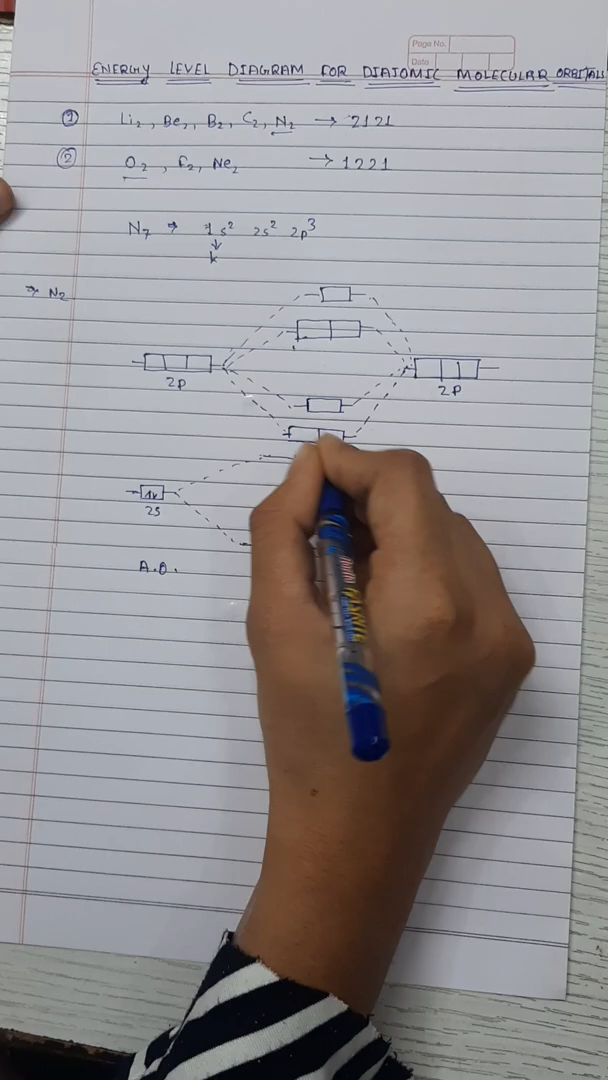 Page No.
Date
ENERGY LEVEL DIAGRAM FOR DIATOMIC MOLECULAR ORBITALS
① Li₂, Be₂, B₂, C₂, N₂ → 2121
② O₂, F₂, Ne₂ → 1221
N₇ → 1s² 2s² 2p³
↓
k
→ N₂
2p 2p
1v
2s
A.O.